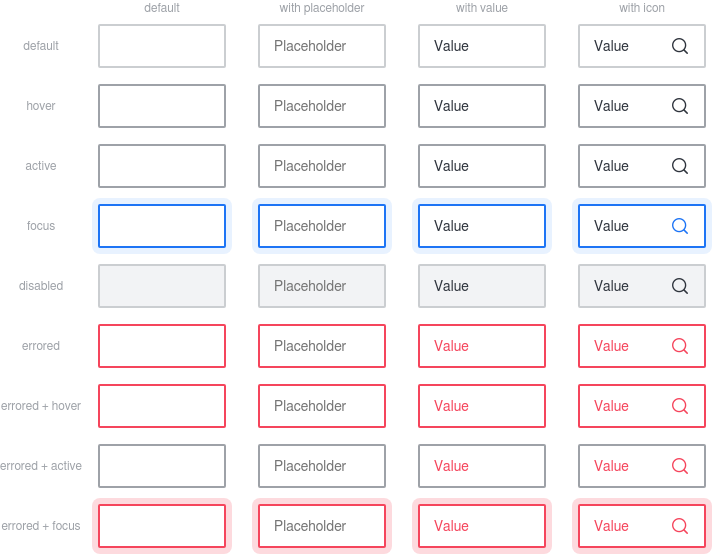 default with placeholder with value with icon
default Placeholder Value Value
hover Placeholder Value Value
active Placeholder Value Value
focus Placeholder Value Value
disabled Placeholder Value Value
errored Placeholder Value Value
errored + hover Placeholder Value Value
errored + active Placeholder Value Value
errored + focus Placeholder Value Value